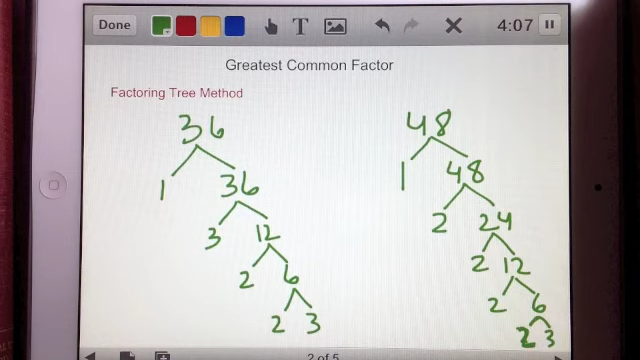 Done T 4:07
Greatest Common Factor
Factoring Tree Method
36 48
1 36 1 48
3 12 2 24
2 6 2 12
2 3 2 6
2 3
2 of 5